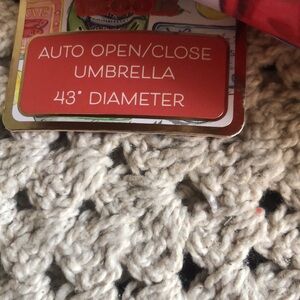 AUTO OPEN/CLOSE
UMBRELLA
43" DIAMETER